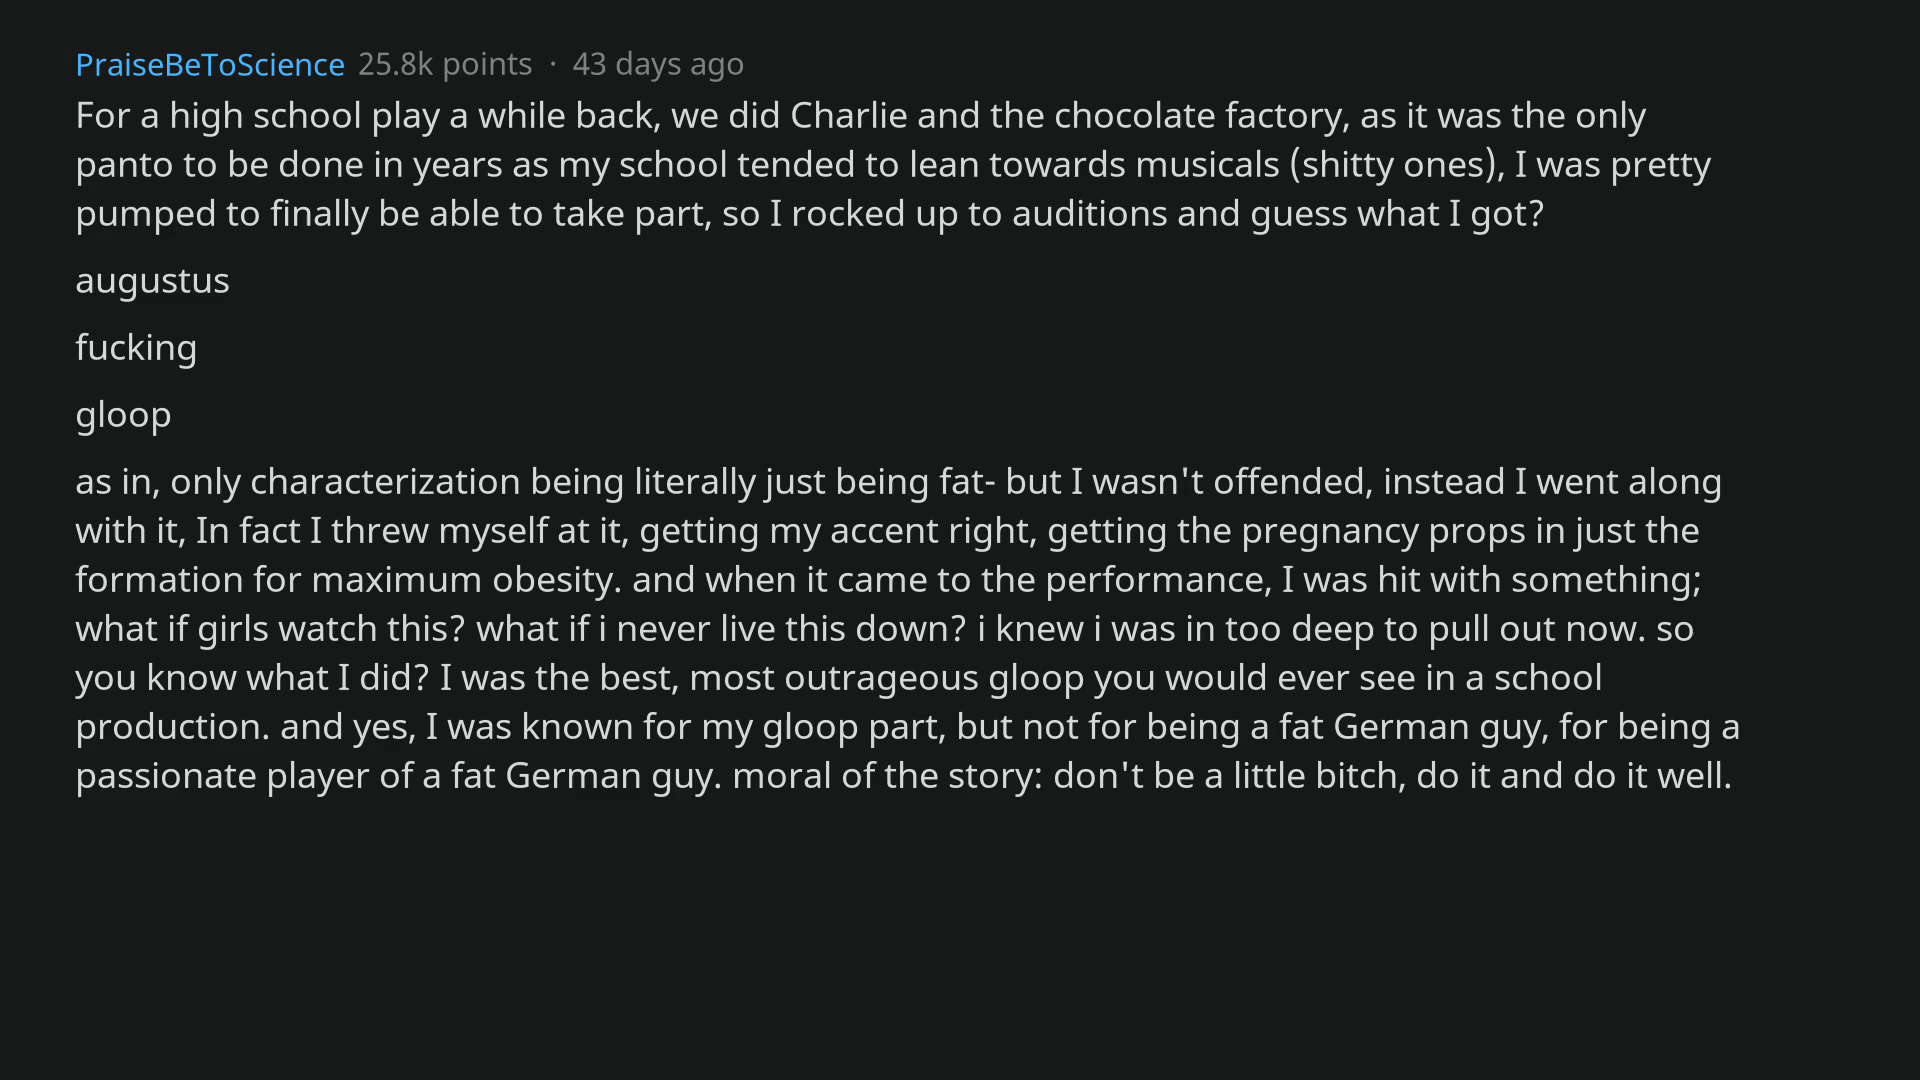 PraiseBeToScience 25.8k points · 43 days ago
For a high school play a while back, we did Charlie and the chocolate factory, as it was the only
panto to be done in years as my school tended to lean towards musicals (shitty ones), I was pretty
pumped to finally be able to take part, so I rocked up to auditions and guess what I got?
augustus
fucking
gloop
as in, only characterization being literally just being fat- but I wasn't offended, instead I went along
with it, In fact I threw myself at it, getting my accent right, getting the pregnancy props in just the
formation for maximum obesity. and when it came to the performance, I was hit with something;
what if girls watch this? what if i never live this down? i knew i was in too deep to pull out now. so
you know what I did? I was the best, most outrageous gloop you would ever see in a school
production. and yes, I was known for my gloop part, but not for being a fat German guy, for being a
passionate player of a fat German guy. moral of the story: don't be a little bitch, do it and do it well.